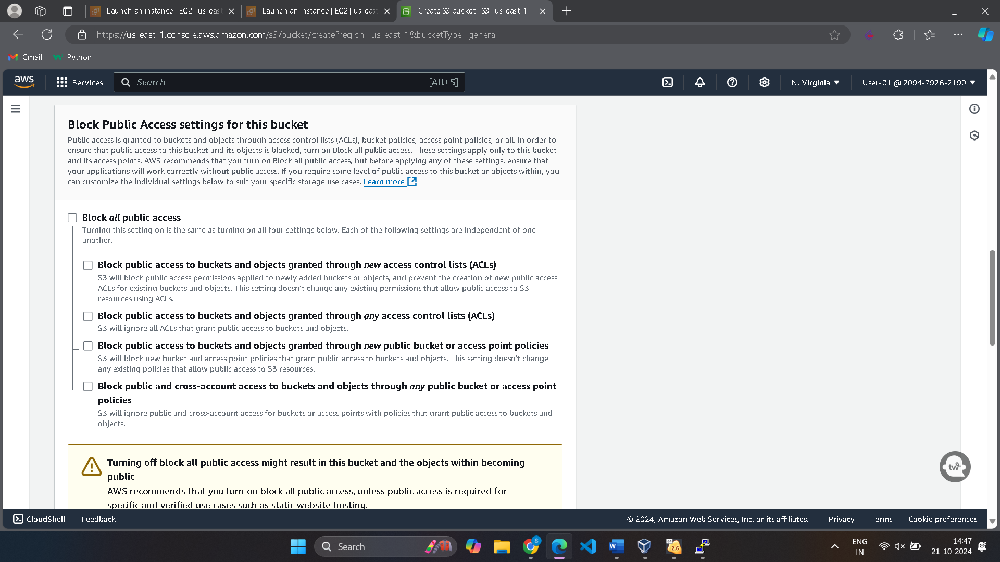 Launch an instance | EC2 | us-east
Launch an instance | EC2 | us-east
Create S3 bucket | S3 | us-east-1
https://us-east-1.console.aws.amazon.com/s3/bucket/create?region=us-east-1&bucketType=general
Gmail
Python
aws
Services
Search
[Alt+S]
N. Virginia
User-01 @ 2094-7926-2190
Block Public Access settings for this bucket
Public access is granted to buckets and objects through access control lists (ACLs), bucket policies, access point policies, or all. In order to
ensure that public access to this bucket and its objects is blocked, turn on Block all public access. These settings apply only to this bucket
and its access points. AWS recommends that you turn on Block all public access, but before applying any of these settings, ensure that
your applications will work correctly without public access. If you require some level of public access to this bucket or objects within, you
can customize the individual settings below to suit your specific storage use cases. Learn more
Block all public access
Turning this setting on is the same as turning on all four settings below. Each of the following settings are independent of one
another.
Block public access to buckets and objects granted through new access control lists (ACLs)
S3 will block public access permissions applied to newly added buckets or objects, and prevent the creation of new public access
ACLs for existing buckets and objects. This setting doesn't change any existing permissions that allow public access to S3
resources using ACLs.
Block public access to buckets and objects granted through any access control lists (ACLs)
S3 will ignore all ACLs that grant public access to buckets and objects.
Block public access to buckets and objects granted through new public bucket or access point policies
S3 will block new bucket and access point policies that grant public access to buckets and objects. This setting doesn't change
any existing policies that allow public access to S3 resources.
Block public and cross-account access to buckets and objects through any public bucket or access point
policies
S3 will ignore public and cross-account access for buckets or access points with policies that grant public access to buckets and
objects.
Turning off block all public access might result in this bucket and the objects within becoming
public
AWS recommends that you turn on block all public access, unless public access is required for
specific and verified use cases such as static website hosting.
tw
CloudShell
Feedback
© 2024, Amazon Web Services, Inc. or its affiliates.
Privacy
Terms
Cookie preferences
Search
S
W
64
2.6
ENG
IN
14:47
21-10-2024